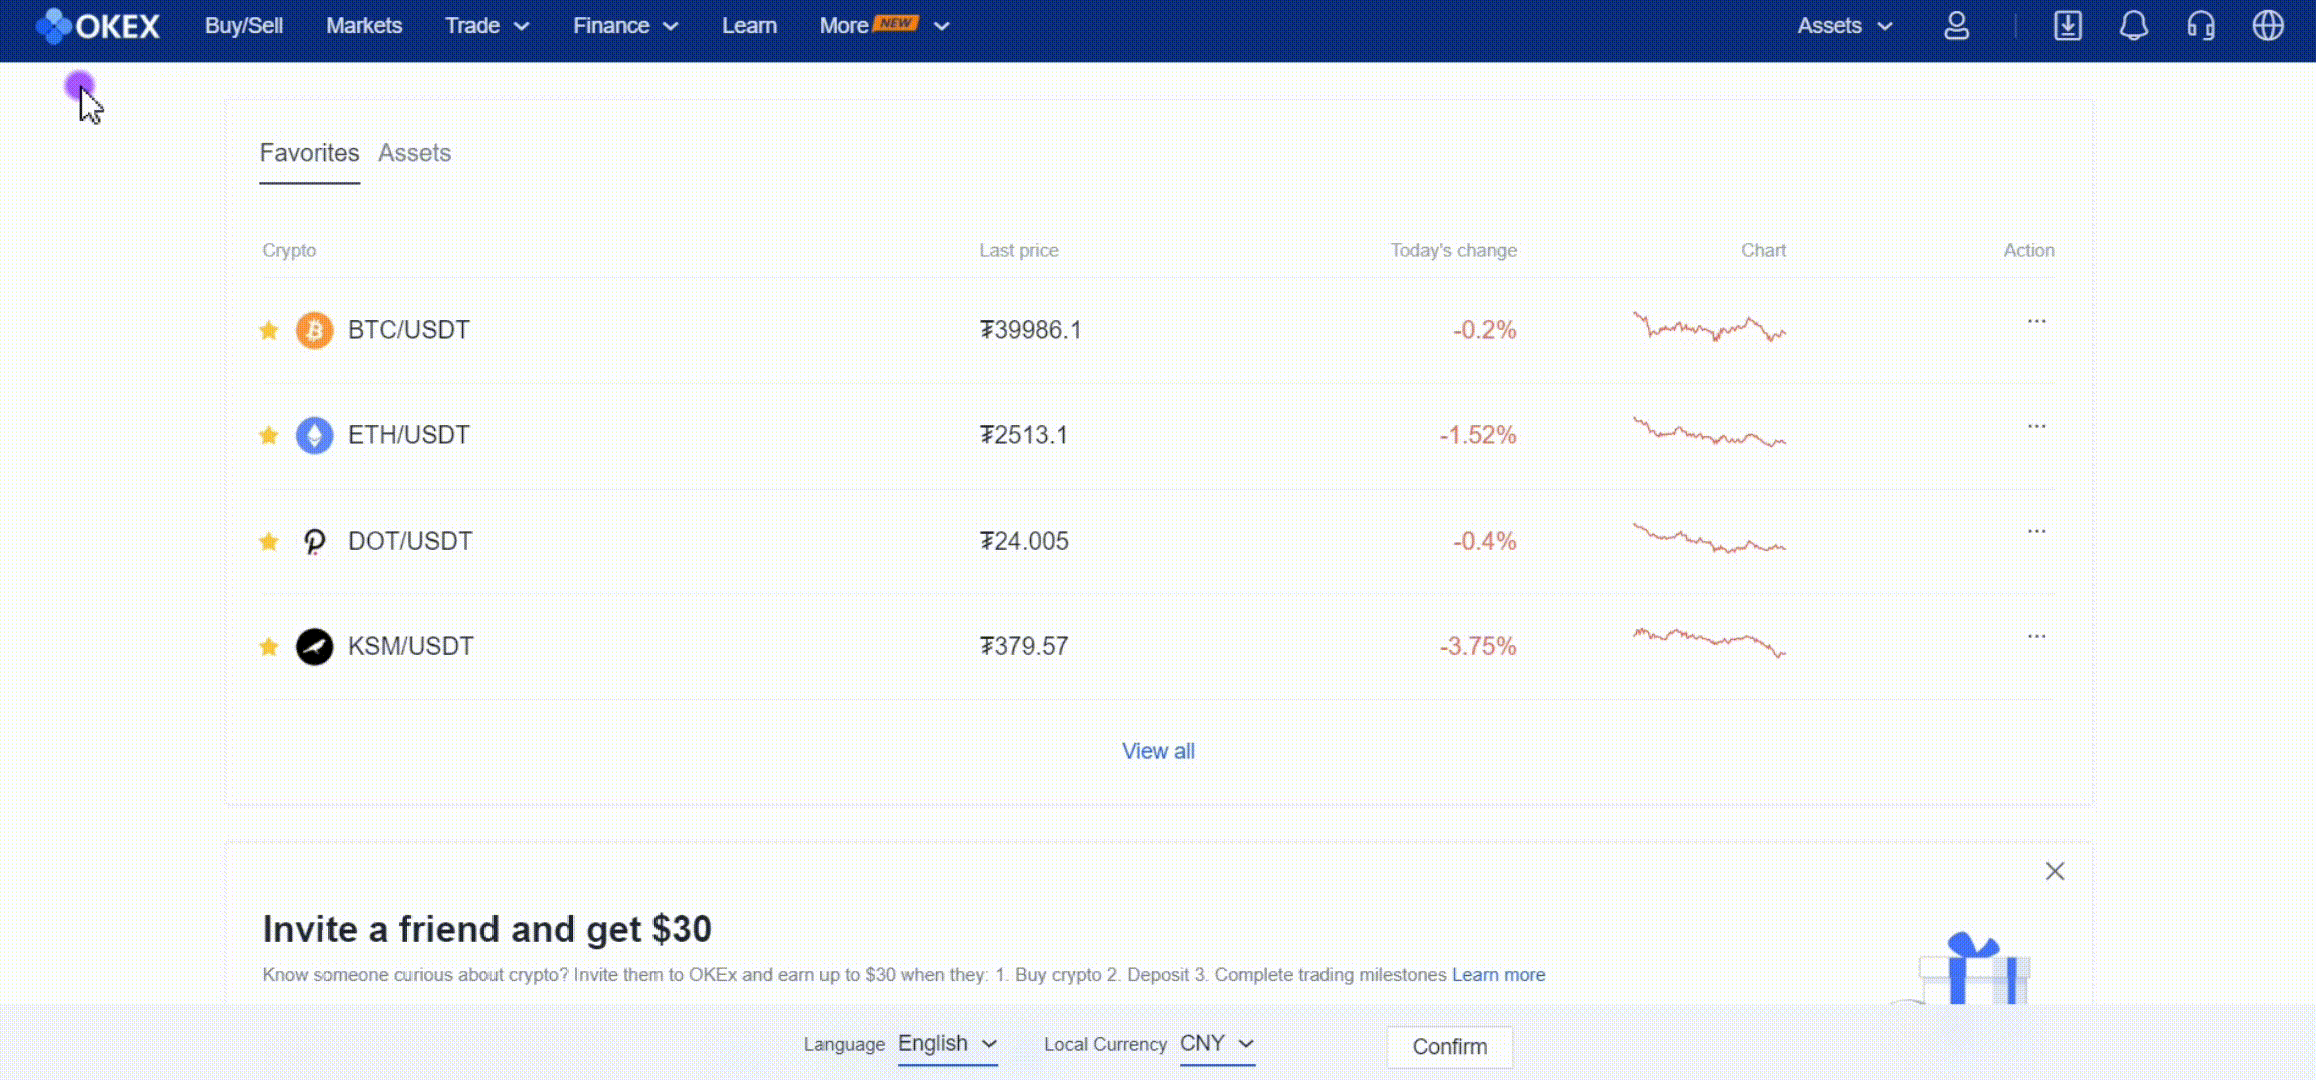 OKEX Buy/Sell Markets Trade Finance Learn More NEW Assets
Favorites Assets
Crypto Last price Today's change Chart Action
BTC/USDT ₮39986.1 -0.2% ...
ETH/USDT ₮2513.1 -1.52% ...
DOT/USDT ₮24.005 -0.4% ...
KSM/USDT ₮379.57 -3.75% ...
View all
Invite a friend and get $30
Know someone curious about crypto? Invite them to OKEx and earn up to $30 when they: 1. Buy crypto 2. Deposit 3. Complete trading milestones Learn more
Language English Local Currency CNY Confirm